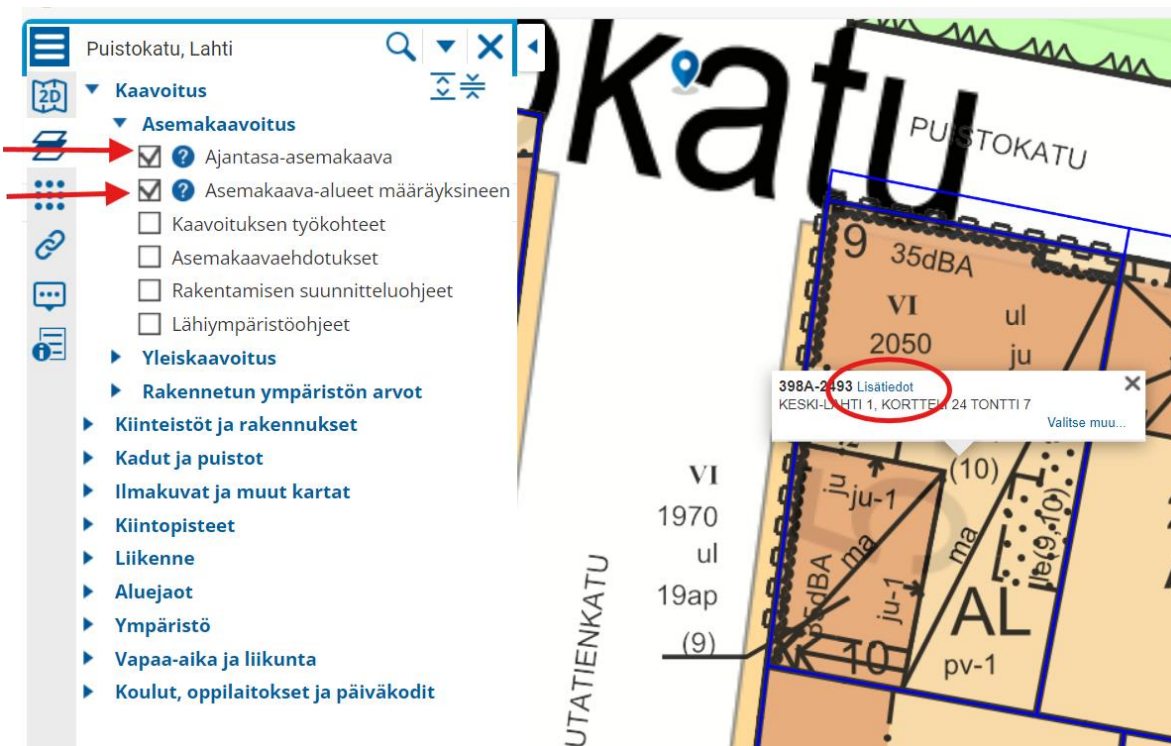 Puistokatu, Lahti
2D
Kaavoitus
Asemakaavoitus
Ajantasa-asemakaava
Asemakaava-alueet määräyksineen
Kaavoituksen työkohteet
Asemakaavaehdotukset
Rakentamisen suunnitteluohjeet
Lähiympäristöohjeet
Yleiskaavoitus
Rakennetun ympäristön arvot
Kiinteistöt ja rakennukset
Kadut ja puistot
Ilmakuvat ja muut kartat
Kiintopisteet
Liikenne
Aluejaot
Ympäristö
Vapaa-aika ja liikunta
Koulut, oppilaitokset ja päiväkodit
okatu
PUISTOKATU
9
35dBA
VI
ul
2050
ju
398A-2493 Lisätiedot
KESKI-LAHTI 1, KORTTELI 24 TONTTI 7
Valitse muu...
(10)
ju
ju-1
VI
1970
ul
19ap
(9)
ma
ma
le(9,10)
35dBA
ju-1
AL
10
pv-1
UTATIENKATU